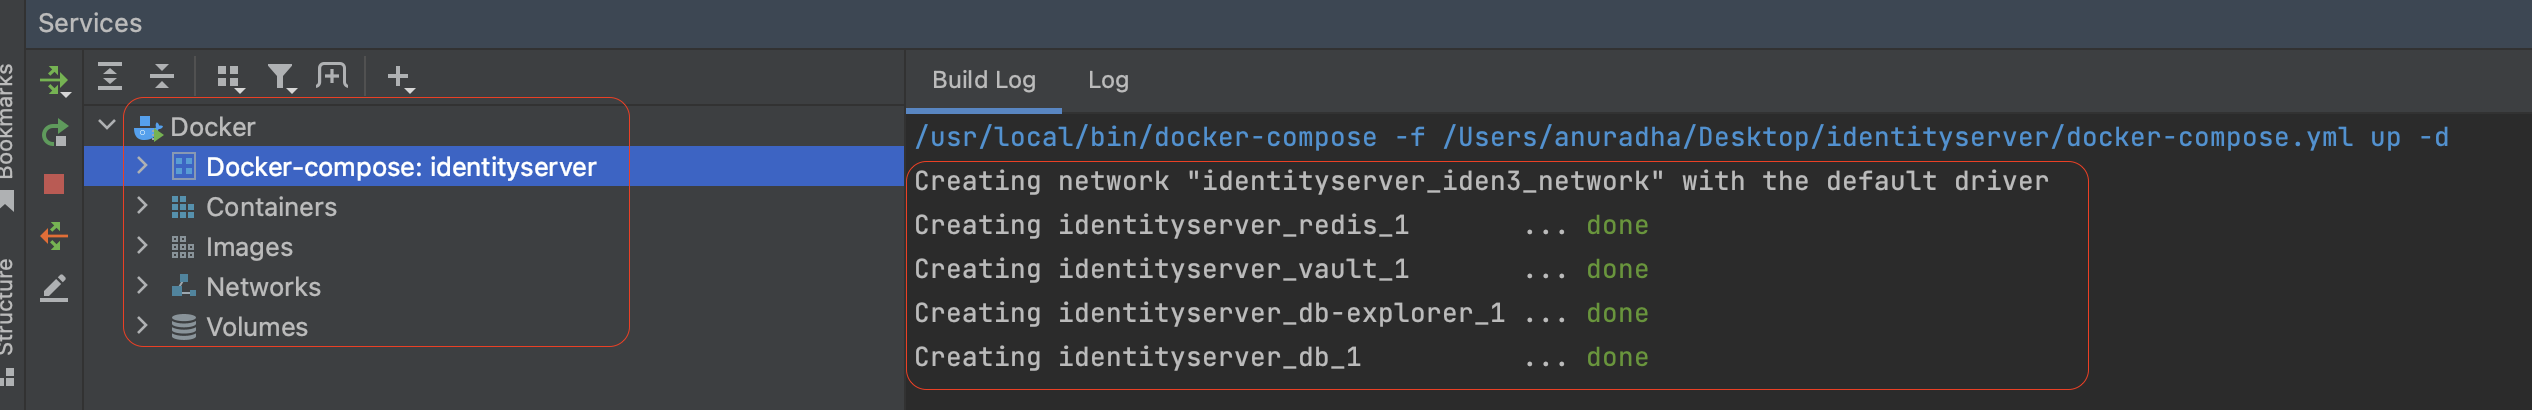 Services
Bookmarks
Structure
Docker
Docker-compose: identityserver
Containers
Images
Networks
Volumes
Build Log
Log
/usr/local/bin/docker-compose -f /Users/anuradha/Desktop/identityserver/docker-compose.yml up -d
Creating network "identityserver_iden3_network" with the default driver
Creating identityserver_redis_1 ... done
Creating identityserver_vault_1 ... done
Creating identityserver_db-explorer_1 ... done
Creating identityserver_db_1 ... done